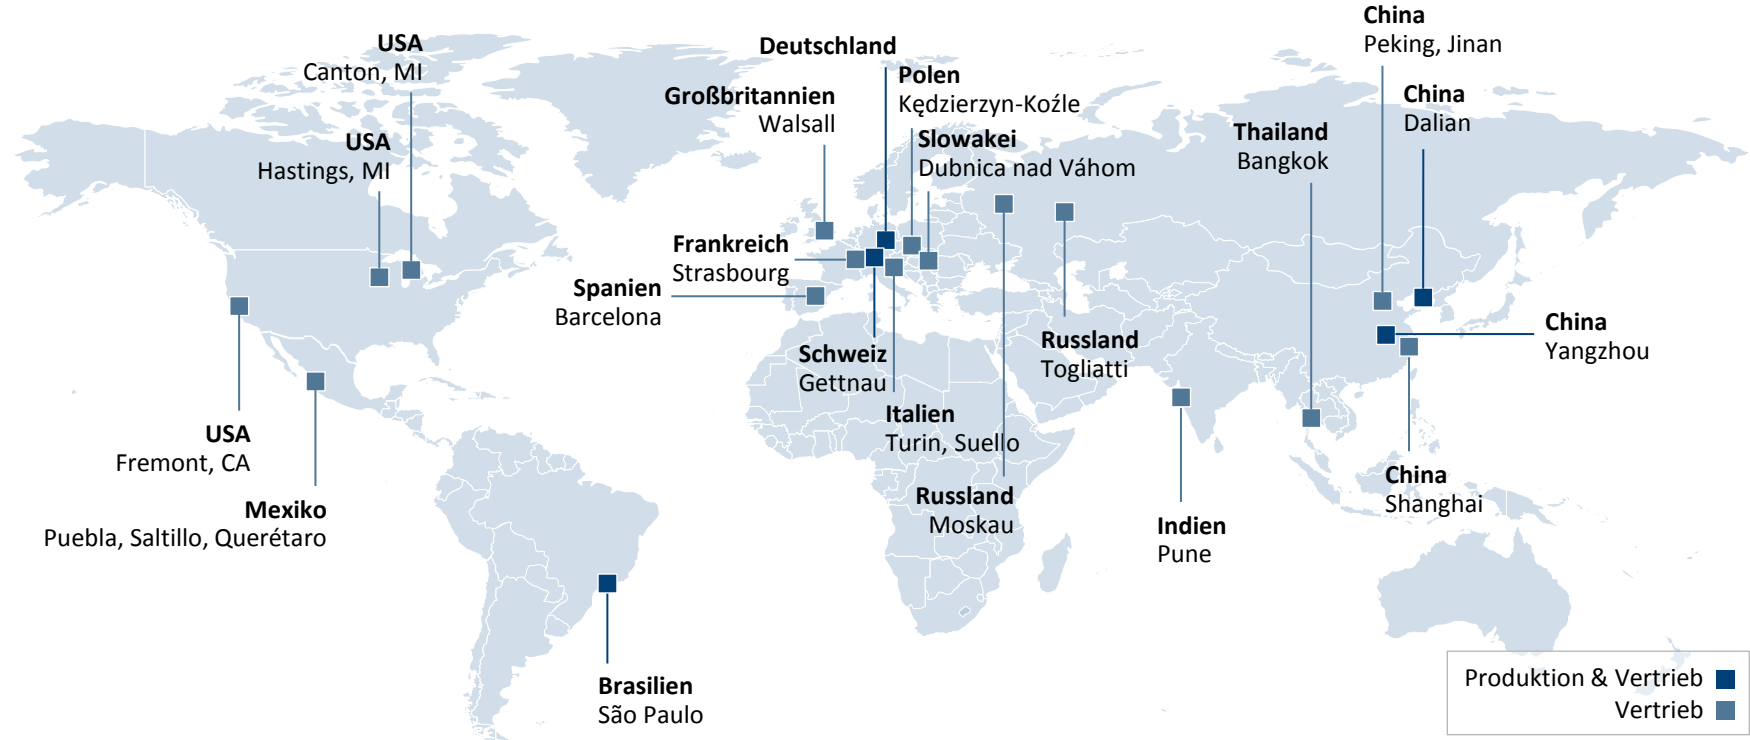 USA
Canton, MI
USA
Hastings, MI
USA
Fremont, CA
Mexiko
Puebla, Saltillo, Querétaro
Brasilien
São Paulo
Deutschland
Großbritannien
Walsall
Polen
Kędzierzyn-Koźle
Slowakei
Dubnica nad Váhom
Frankreich
Strasbourg
Spanien
Barcelona
Schweiz
Gettnau
Italien
Turin, Suello
Russland
Moskau
Russland
Togliatti
Indien
Pune
Thailand
Bangkok
China
Peking, Jinan
China
Dalian
China
Yangzhou
China
Shanghai
Produktion & Vertrieb
Vertrieb